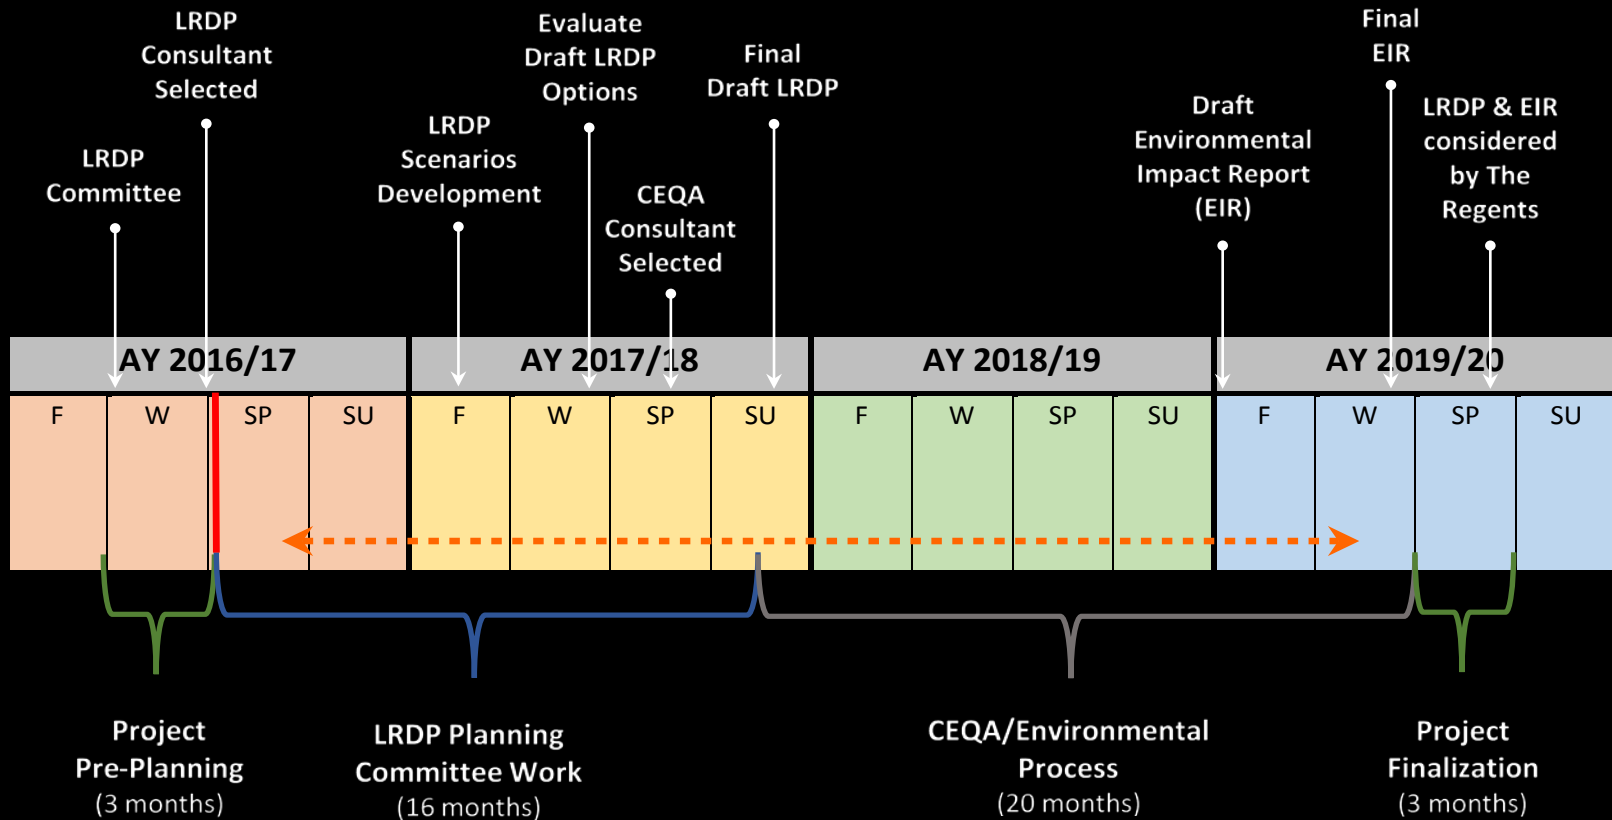 LRDP
Committee
LRDP
Consultant
Selected
LRDP
Scenarios
Development
Evaluate
Draft LRDP
Options
CEQA
Consultant
Selected
Final
Draft LRDP
Draft
Environmental
Impact Report
(EIR)
Final
EIR
LRDP & EIR
considered
by The
Regents
AY 2016/17 AY 2017/18 AY 2018/19 AY 2019/20
F W SP SU F W SP SU F W SP SU F W SP SU
Project
Pre-Planning
(3 months)
LRDP Planning
Committee Work
(16 months)
CEQA/Environmental
Process
(20 months)
Project
Finalization
(3 months)